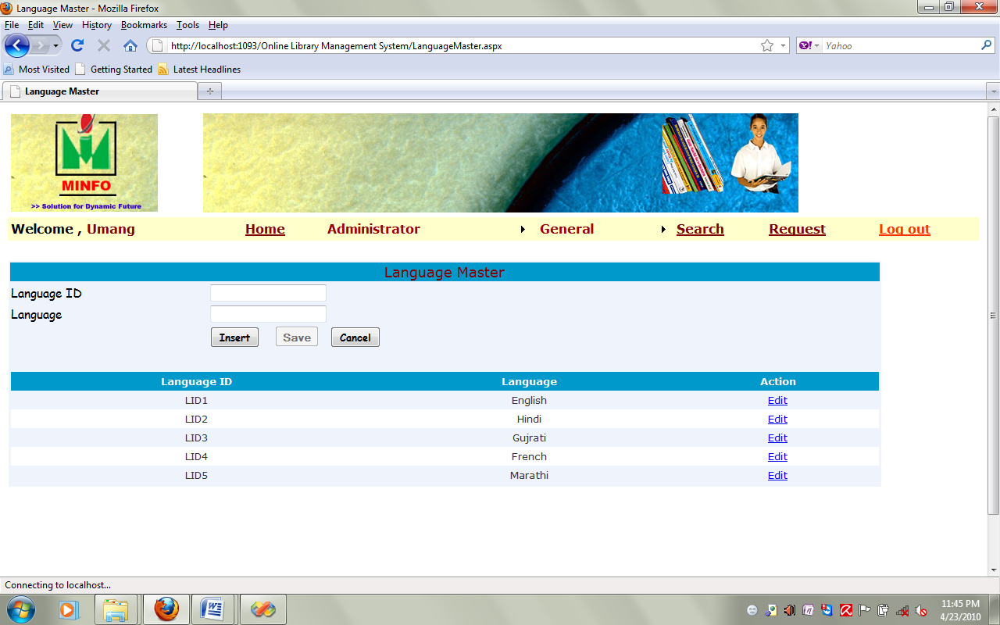 Language Master - Mozilla Firefox
File Edit View History Bookmarks Tools Help
http://localhost:1093/Online Library Management System/LanguageMaster.aspx
Y! Yahoo
Most Visited Getting Started Latest Headlines
Language Master
MINFO
>> Solution for Dynamic Future
Welcome , Umang Home Administrator General Search Request Log out
Language Master
Language ID
Language
Insert Save Cancel
Language ID Language Action
LID1 English Edit
LID2 Hindi Edit
LID3 Gujrati Edit
LID4 French Edit
LID5 Marathi Edit
Connecting to localhost...
11:45 PM
4/23/2010